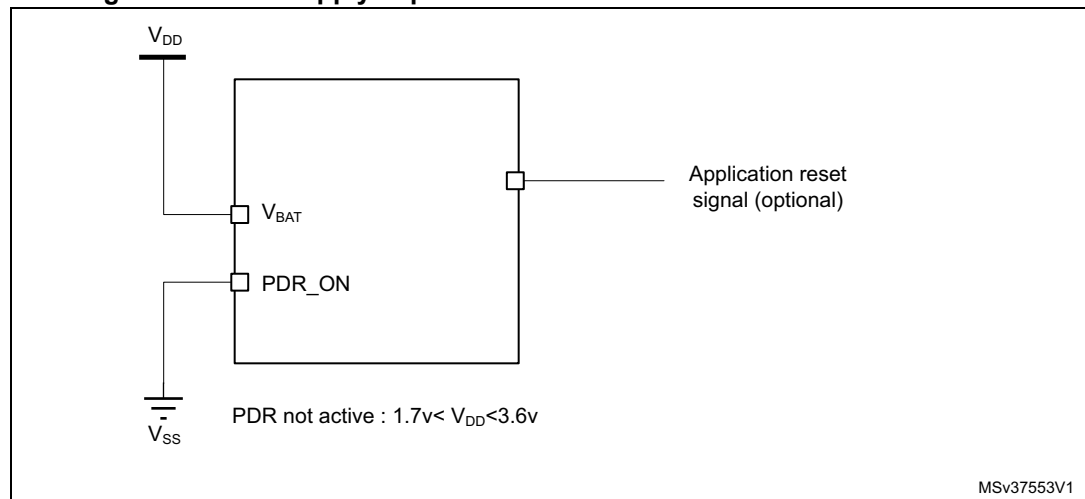 V_DD
V_BAT
Application reset
signal (optional)
PDR_ON
V_SS
PDR not active : 1.7v< V_DD<3.6v
MSv37553V1